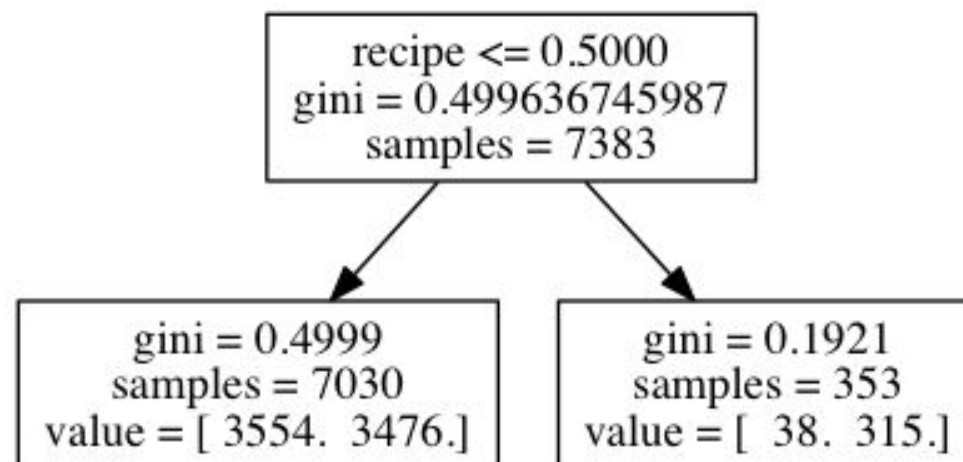 recipe <= 0.5000
gini = 0.499636745987
samples = 7383
gini = 0.4999
samples = 7030
value = [ 3554.  3476.]
gini = 0.1921
samples = 353
value = [  38.  315.]